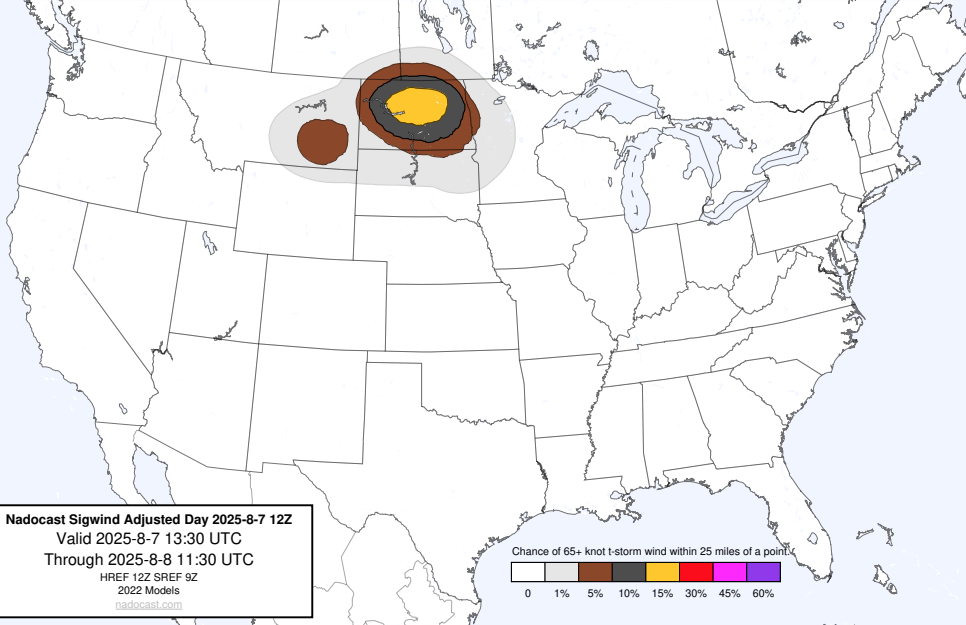 Nadocast Sigwind Adjusted Day 2025-8-7 12Z
Valid 2025-8-7 13:30 UTC
Through 2025-8-8 11:30 UTC
HREF 12Z SREF 9Z
2022 Models
nadocast.com
Chance of 65+ knot t-storm wind within 25 miles of a point.
0 1% 5% 10% 15% 30% 45% 60%